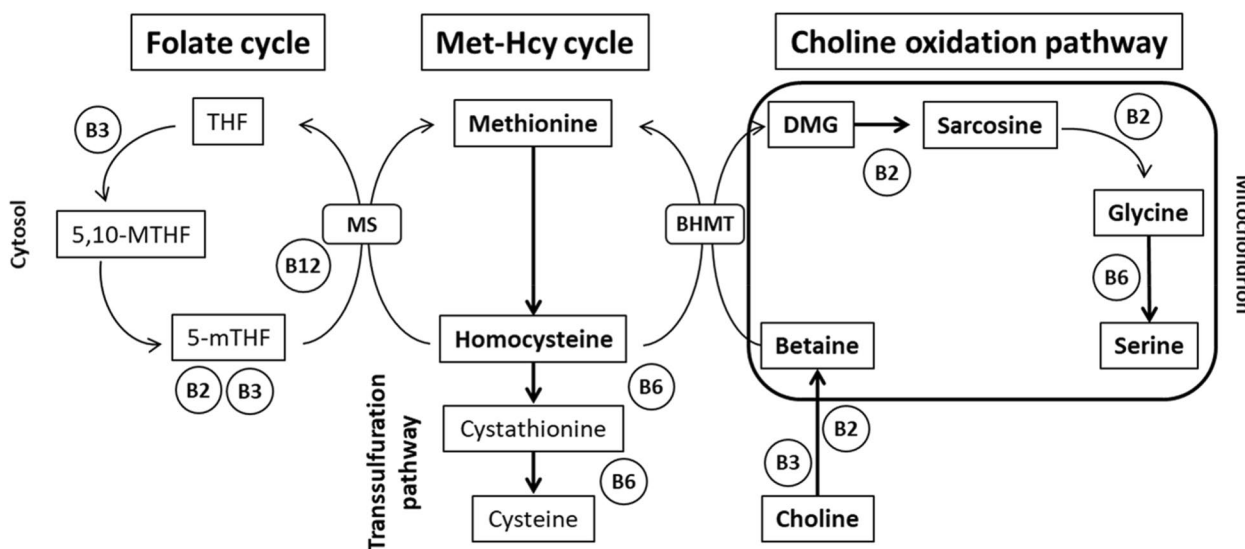 Folate cycle
Met-Hcy cycle
Choline oxidation pathway
B3
THF
Methionine
DMG
B2
Sarcosine
B2
Cytosol
5,10-MTHF
MS
B12
BHMT
Glycine
B6
Mitochondrion
5-mTHF
B2
B3
Homocysteine
B6
Betaine
Serine
Transsulfuration
pathway
Cystathionine
B6
Cysteine
B2
B3
Choline